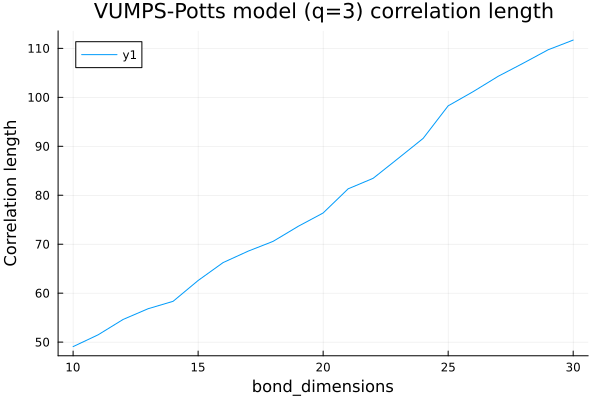 VUMPS-Potts model (q=3) correlation length
y1
110
100
90
80
70
60
50
Correlation length
10 15 20 25 30
bond_dimensions